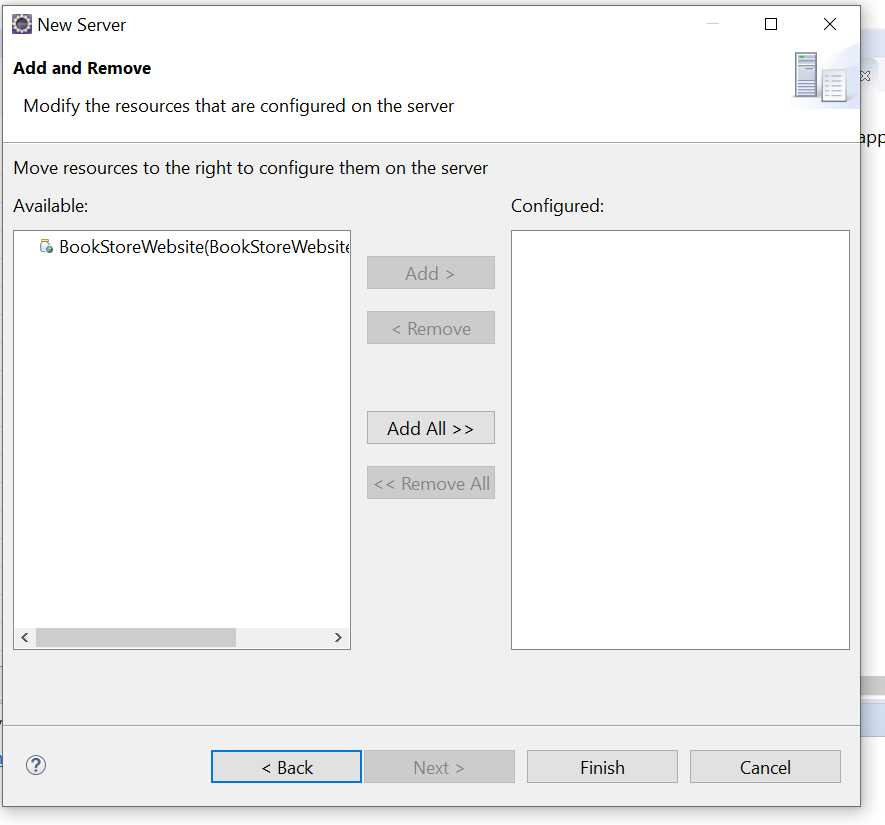 New Server
Add and Remove
Modify the resources that are configured on the server
app
Move resources to the right to configure them on the server
Available:
Configured:
BookStoreWebsite(BookStoreWebsite
Add >
< Remove
Add All >>
<< Remove All
< Back
Next >
Finish
Cancel